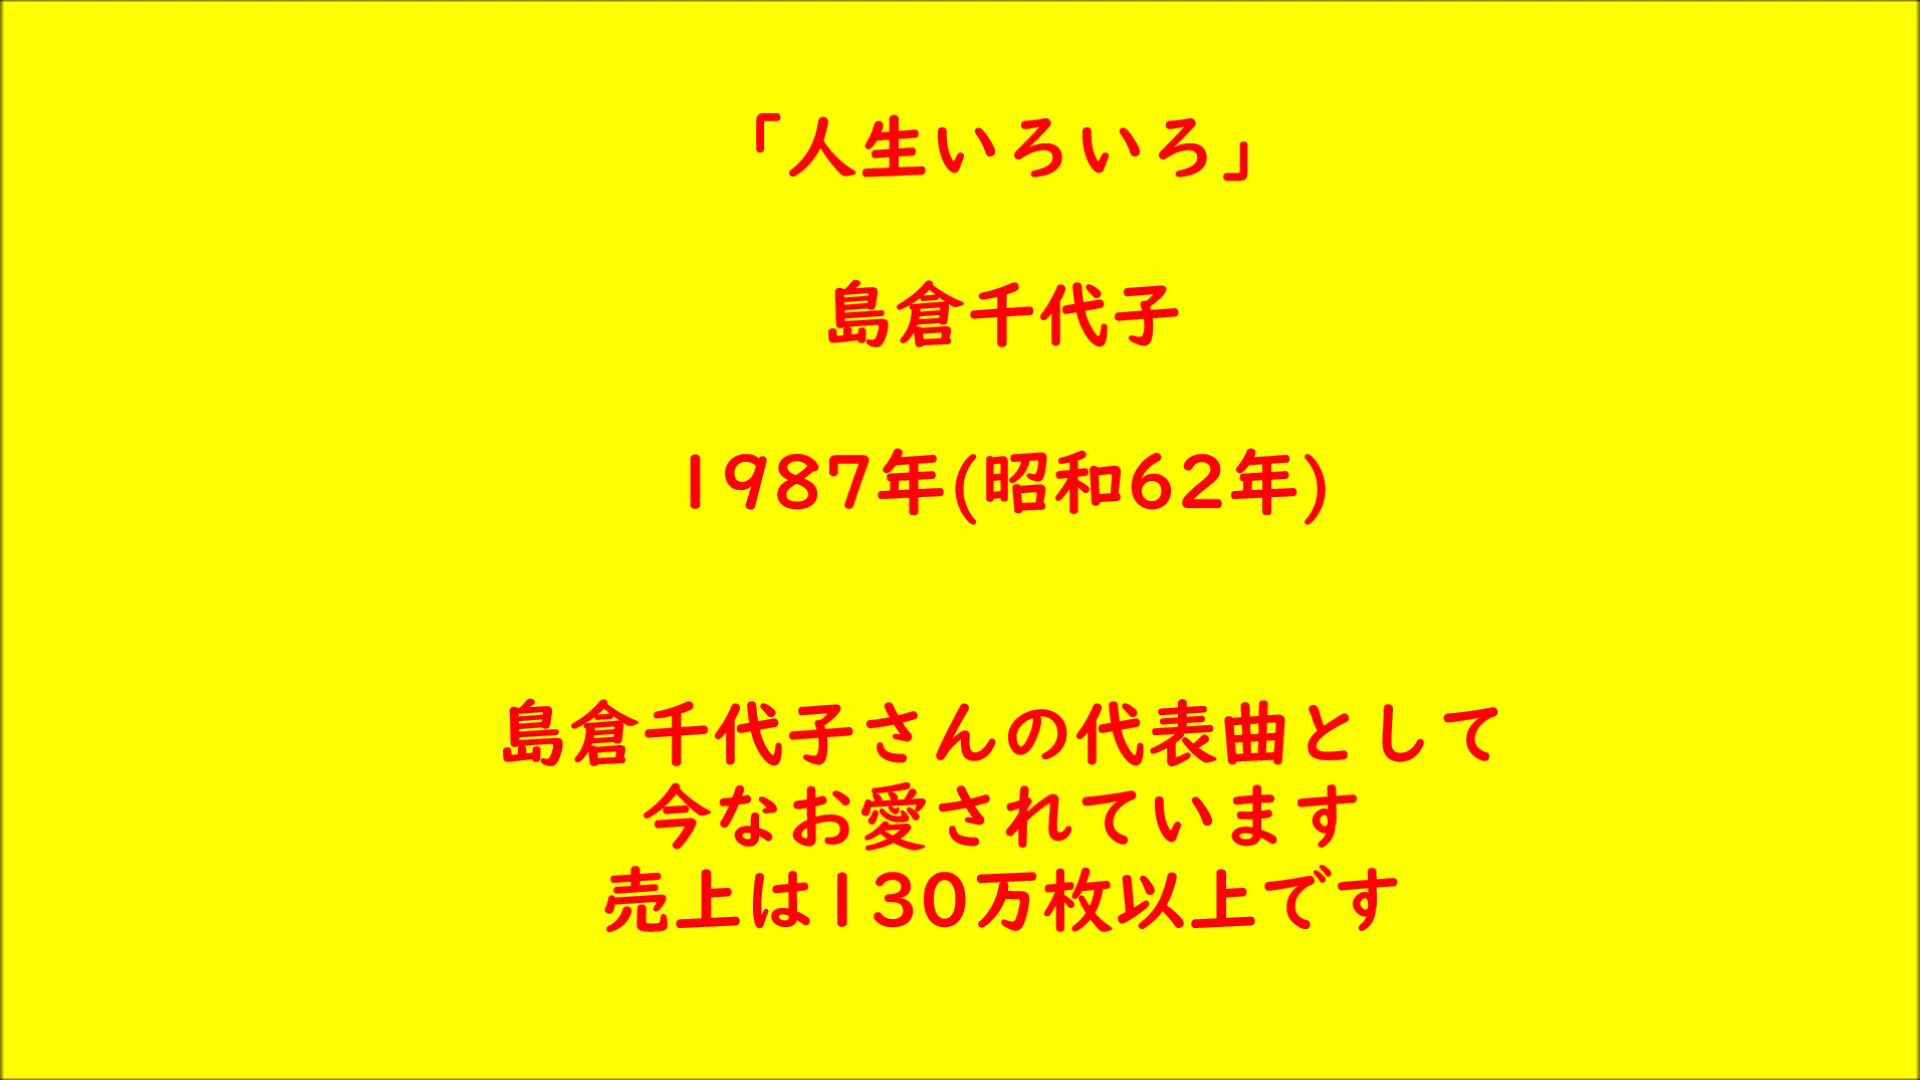 「人生いろいろ」
島倉千代子
1987年(昭和62年)
島倉千代子さんの代表曲として
今なお愛されています
売上は130万枚以上です